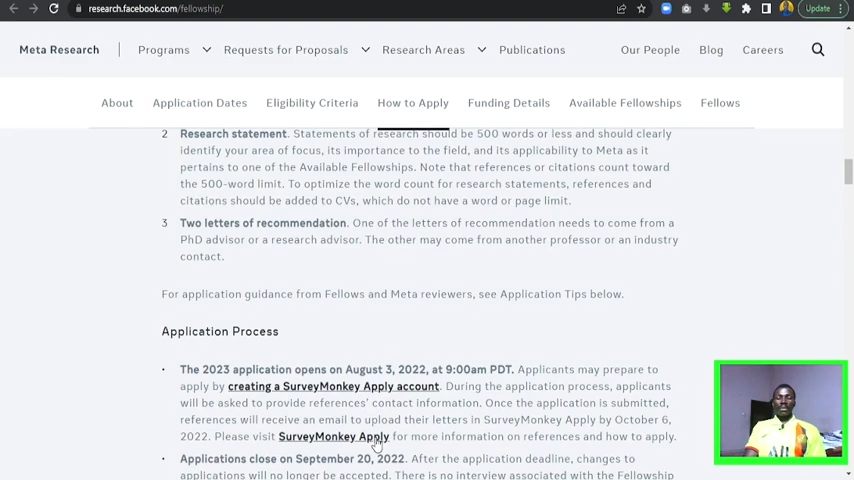 research.facebook.com/fellowship/
Update
Meta Research Programs Requests for Proposals Research Areas Publications Our People Blog Careers
About Application Dates Eligibility Criteria How to Apply Funding Details Available Fellowships Fellows
2 Research statement. Statements of research should be 500 words or less and should clearly
identify your area of focus, its importance to the field, and its applicability to Meta as it
pertains to one of the Available Fellowships. Note that references or citations count toward
the 500-word limit. To optimize the word count for research statements, references and
citations should be added to CVs, which do not have a word or page limit.
3 Two letters of recommendation. One of the letters of recommendation needs to come from a
PhD advisor or a research advisor. The other may come from another professor or an industry
contact.
For application guidance from Fellows and Meta reviewers, see Application Tips below.
Application Process
• The 2023 application opens on August 3, 2022, at 9:00am PDT. Applicants may prepare to
apply by creating a SurveyMonkey Apply account. During the application process, applicants
will be asked to provide references' contact information. Once the application is submitted,
references will receive an email to upload their letters in SurveyMonkey Apply by October 6,
2022. Please visit SurveyMonkey Apply for more information on references and how to apply.
• Applications close on September 20, 2022. After the application deadline, changes to
applications will no longer be accepted. There is no interview associated with the Fellowship